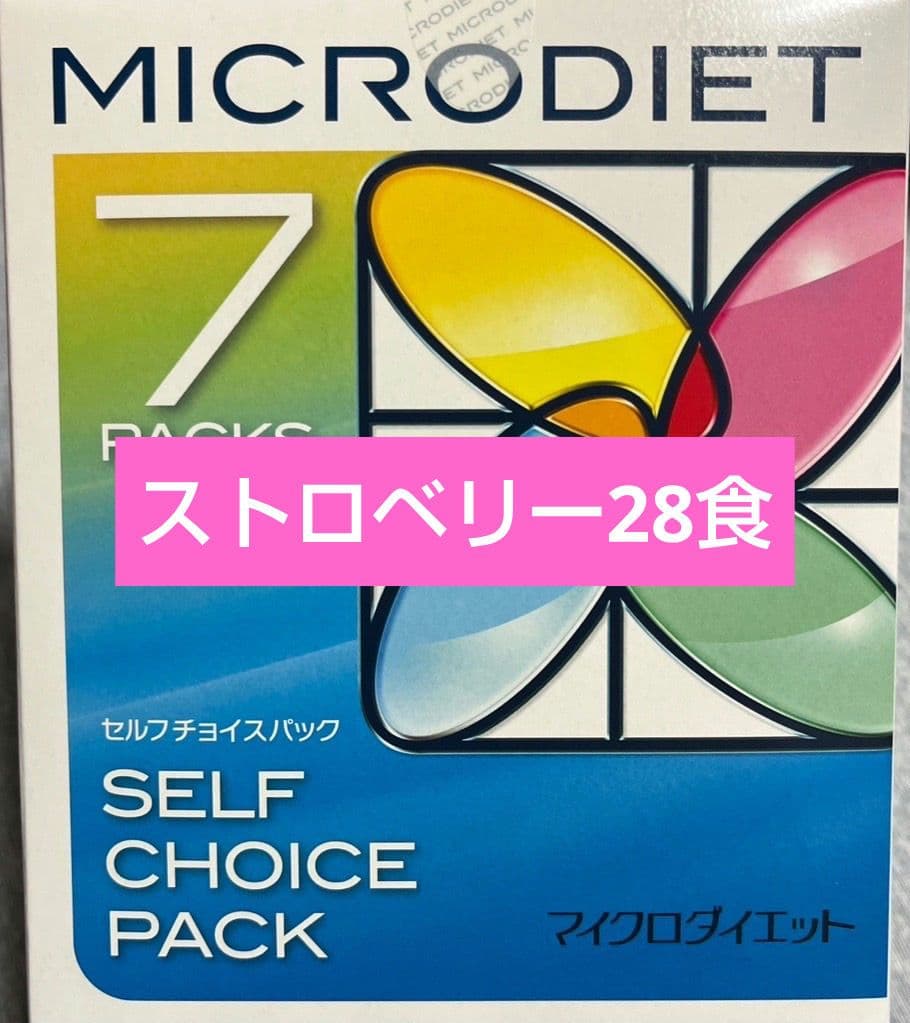 MICRODIET
7
PACKS
ストロベリー28食
セルフチョイスパック
SELF
CHOICE
PACK
マイクロダイエット